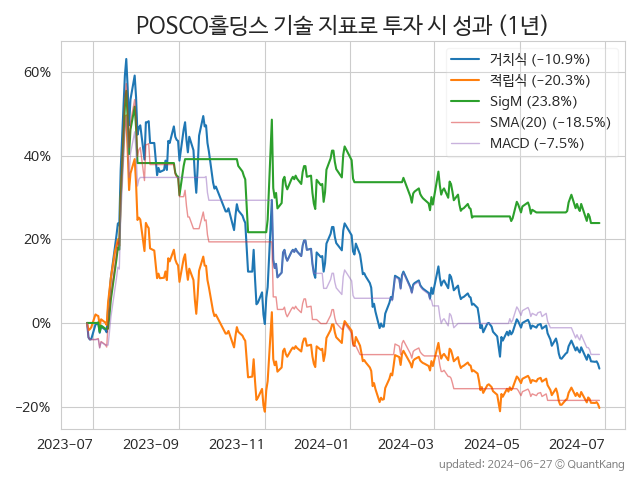 POSCO홀딩스 기술 지표로 투자 시 성과 (1년)
거치식 (−10.9%)
적립식 (−20.3%)
SigM (23.8%)
SMA(20) (−18.5%)
MACD (−7.5%)
60%
40%
20%
0%
−20%
2023-07 2023-09 2023-11 2024-01 2024-03 2024-05 2024-07
updated: 2024-06-27 © QuantKang